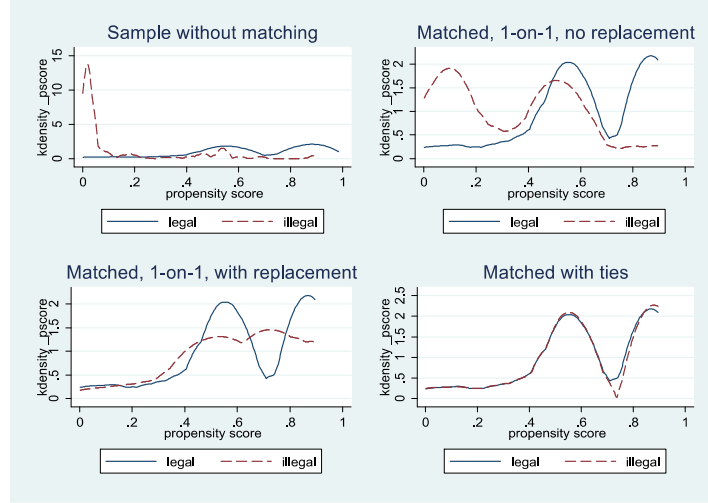 Sample without matching
kdensity _pscore
15
10
5
0
0 .2 .4 .6 .8 1
propensity score
legal illegal
Matched, 1-on-1, no replacement
kdensity _pscore
2
1.5
1
.5
0
0 .2 .4 .6 .8 1
propensity score
legal illegal
Matched, 1-on-1, with replacement
kdensity _pscore
2
1.5
1
.5
0
0 .2 .4 .6 .8 1
propensity score
legal illegal
Matched with ties
kdensity _pscore
2.5
2
1.5
1
.5
0
0 .2 .4 .6 .8 1
propensity score
legal illegal